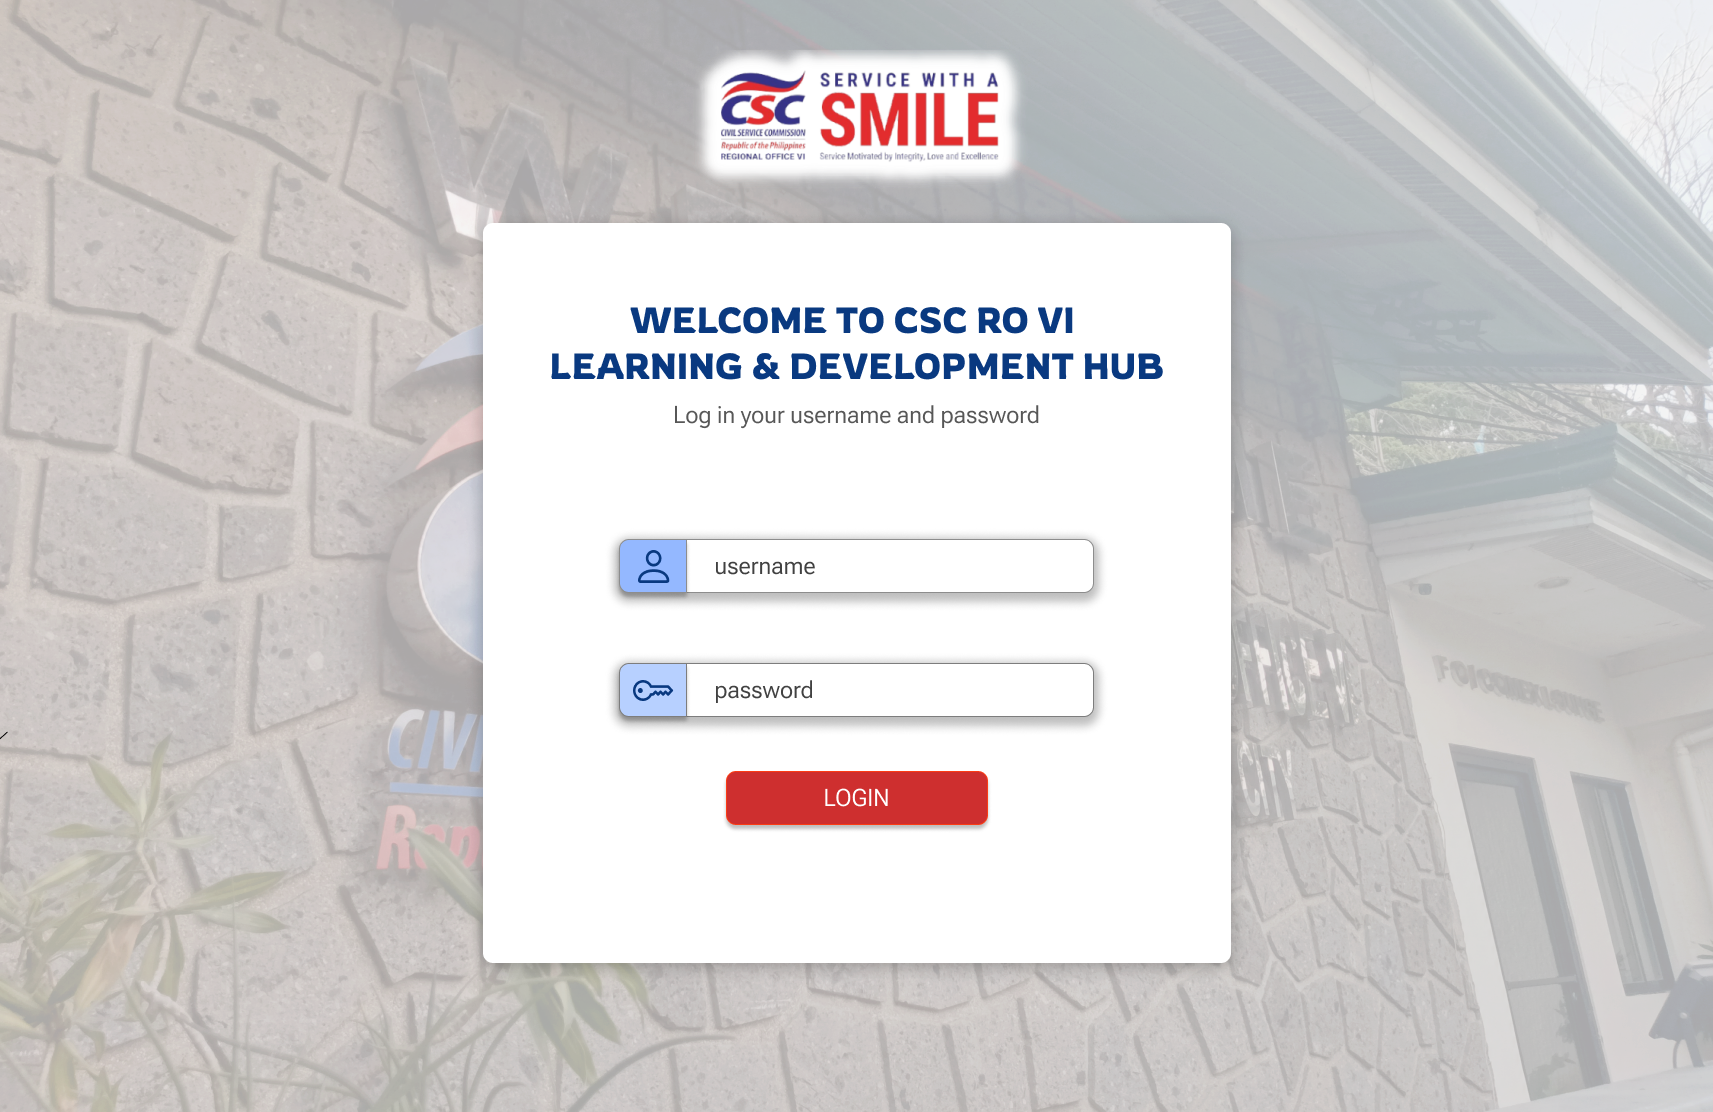 SERVICE WITH A
SMILE
Service Motivated by Integrity, Love and Excellence
CSC
CIVIL SERVICE COMMISSION
Republic of the Philippines
REGIONAL OFFICE VI
WELCOME TO CSC RO VI
LEARNING & DEVELOPMENT HUB
Log in your username and password
username
password
LOGIN
W
CIVI
Rep